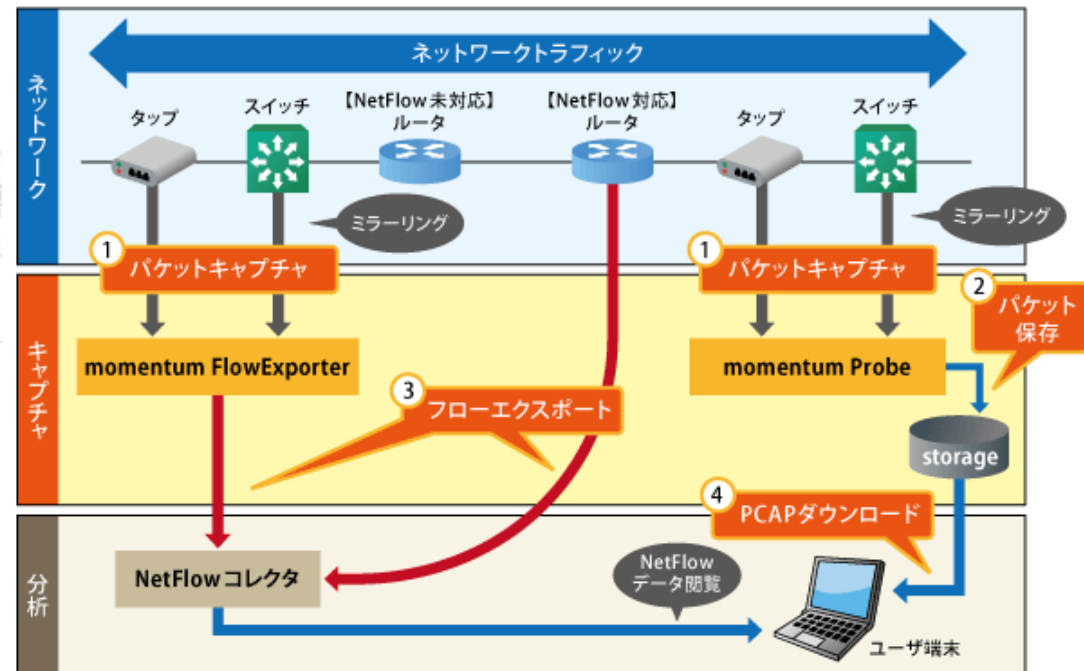 ネットワーク
ネットワークトラフィック
タップ
スイッチ
【NetFlow未対応】
ルータ
【NetFlow対応】
ルータ
タップ
スイッチ
ミラーリング
ミラーリング
① パケットキャプチャ
① パケットキャプチャ
キャプチャ
momentum FlowExporter
momentum Probe
② パケット
保存
③ フローエクスポート
storage
④ PCAPダウンロード
分析
NetFlowコレクタ
NetFlow
データ閲覧
ユーザ端末